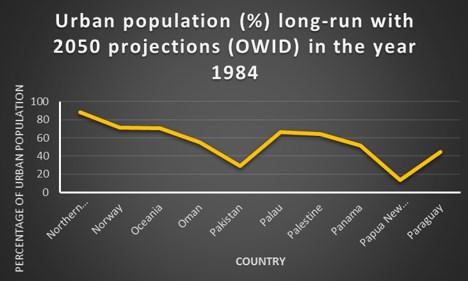 Urban population (%) long-run with
2050 projections (OWID) in the year
1984
PERCENTAGE OF URBAN POPULATION
100
80
60
40
20
0
Northern...
Norway
Oceania
Oman
Pakistan
Palau
Palestine
Panama
Papua New...
Paraguay
COUNTRY